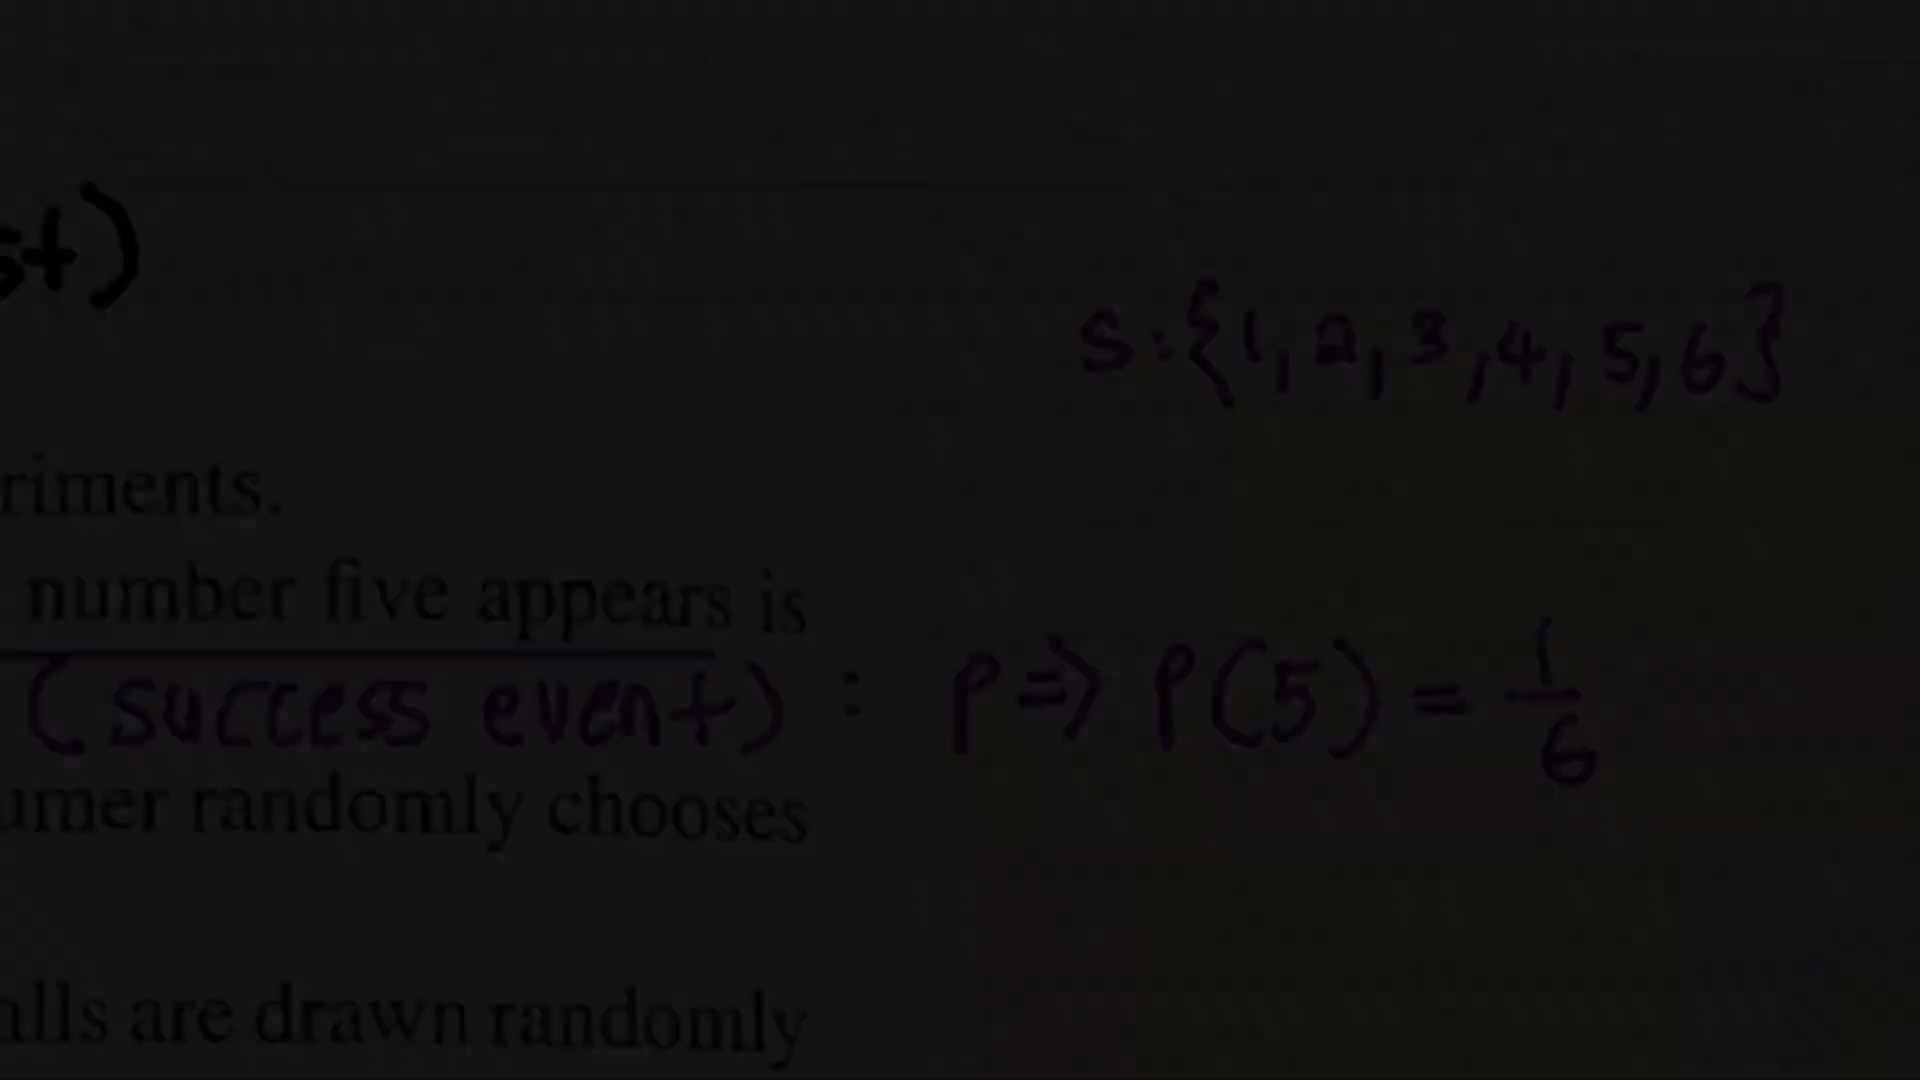 st)
S:{1, 2, 3, 4, 5, 6}
riments.
number five appears is
(success event) : P => P(5) = 1/6
umer randomly chooses
alls are drawn randomly